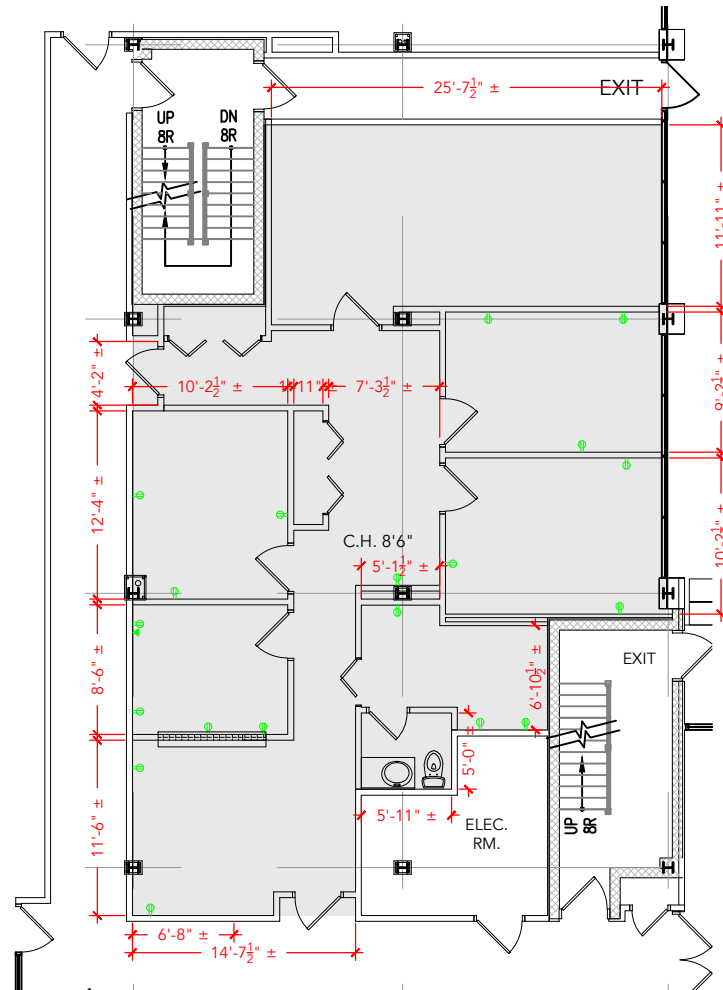 25'-7½" ±
EXIT
UP
8R
DN
8R
11'-11" ±
4'-2" ±
10'-2½" ±
7'-3½" ±
9'-2½" ±
12'-4" ±
C.H. 8'6"
5'-1½" ±
10'-2½" ±
8'-6" ±
6'-10½" ±
EXIT
5'-0" ±
11'-6" ±
5'-11" ±
ELEC.
RM.
UP
8R
6'-8" ±
14'-7½" ±